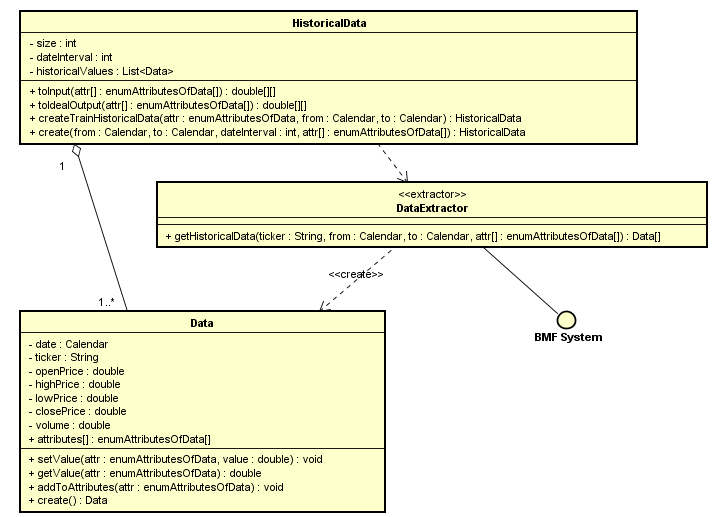 HistoricalData
- size : int
- dateInterval : int
- historicalValues : List<Data>
+ toInput(attr[] : enumAttributesOfData[]) : double[][]
+ toIdealOutput(attr[] : enumAttributesOfData[]) : double[][]
+ createTrainHistoricalData(attr : enumAttributesOfData, from : Calendar, to : Calendar) : HistoricalData
+ create(from : Calendar, to : Calendar, dateInterval : int, attr[] : enumAttributesOfData[]) : HistoricalData
1
<<extractor>>
DataExtractor
+ getHistoricalData(ticker : String, from : Calendar, to : Calendar, attr[] : enumAttributesOfData[]) : Data[]
<<create>>
1..*
BMF System
Data
- date : Calendar
- ticker : String
- openPrice : double
- highPrice : double
- lowPrice : double
- closePrice : double
- volume : double
+ attributes[] : enumAttributesOfData[]
+ setValue(attr : enumAttributesOfData, value : double) : void
+ getValue(attr : enumAttributesOfData) : double
+ addToAttributes(attr : enumAttributesOfData) : void
+ create() : Data